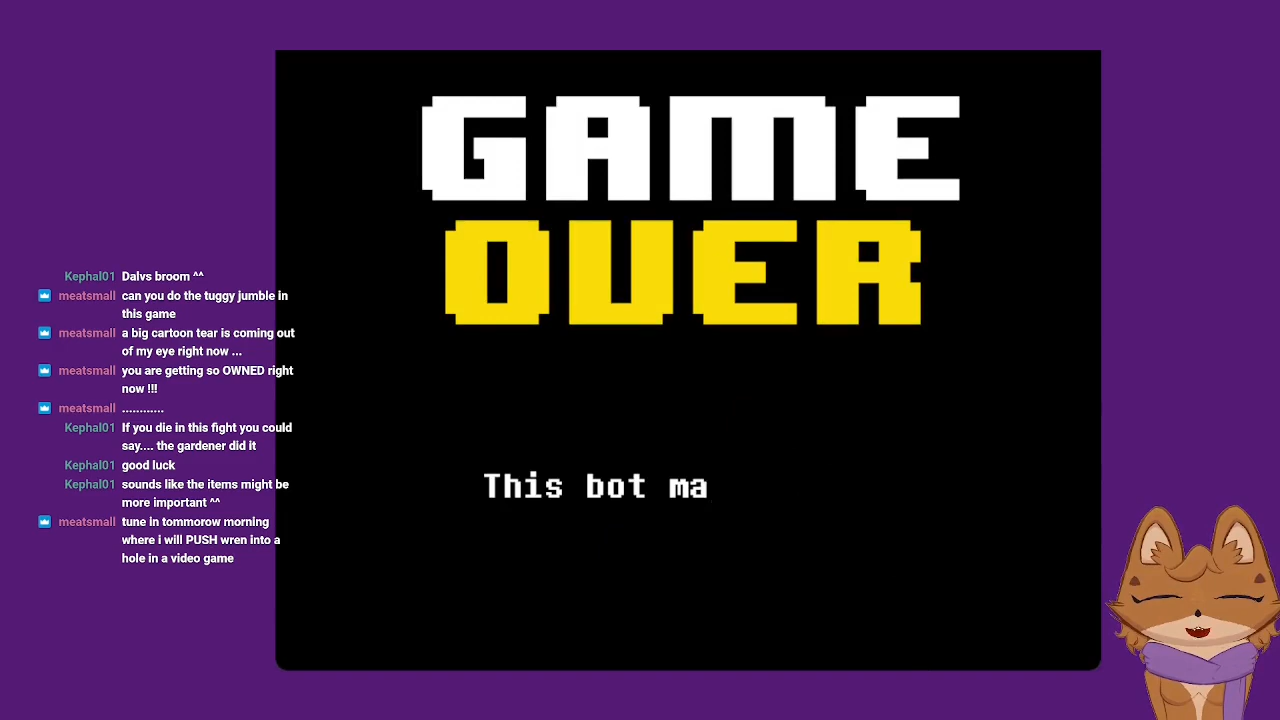 GAME
OVER
Kephal01 Dalvs broom ^^
meatsmall can you do the tuggy jumble in
this game
meatsmall a big cartoon tear is coming out
of my eye right now ...
meatsmall you are getting so OWNED right
now !!!
meatsmall ............
Kephal01 If you die in this fight you could
say.... the gardener did it
Kephal01 good luck
Kephal01 sounds like the items might be
more important ^^
meatsmall tune in tommorow morning
where i will PUSH wren into a
hole in a video game
This bot ma